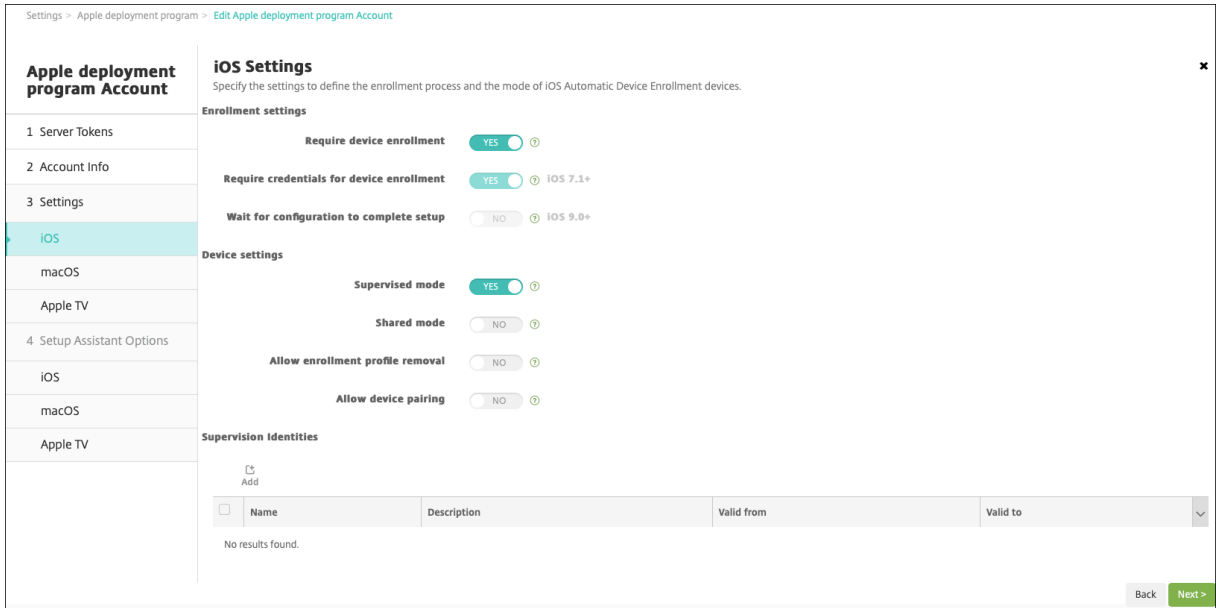 Settings > Apple deployment program > Edit Apple deployment program Account
Apple deployment
program Account
1 Server Tokens
2 Account Info
3 Settings
iOS
macOS
Apple TV
4 Setup Assistant Options
iOS
macOS
Apple TV
iOS Settings
Specify the settings to define the enrollment process and the mode of iOS Automatic Device Enrollment devices.
Enrollment settings
Require device enrollment YES
Require credentials for device enrollment YES iOS 7.1+
Wait for configuration to complete setup NO iOS 9.0+
Device settings
Supervised mode YES
Shared mode NO
Allow enrollment profile removal NO
Allow device pairing NO
Supervision Identities
Add
Name Description Valid from Valid to
No results found.
Back Next >